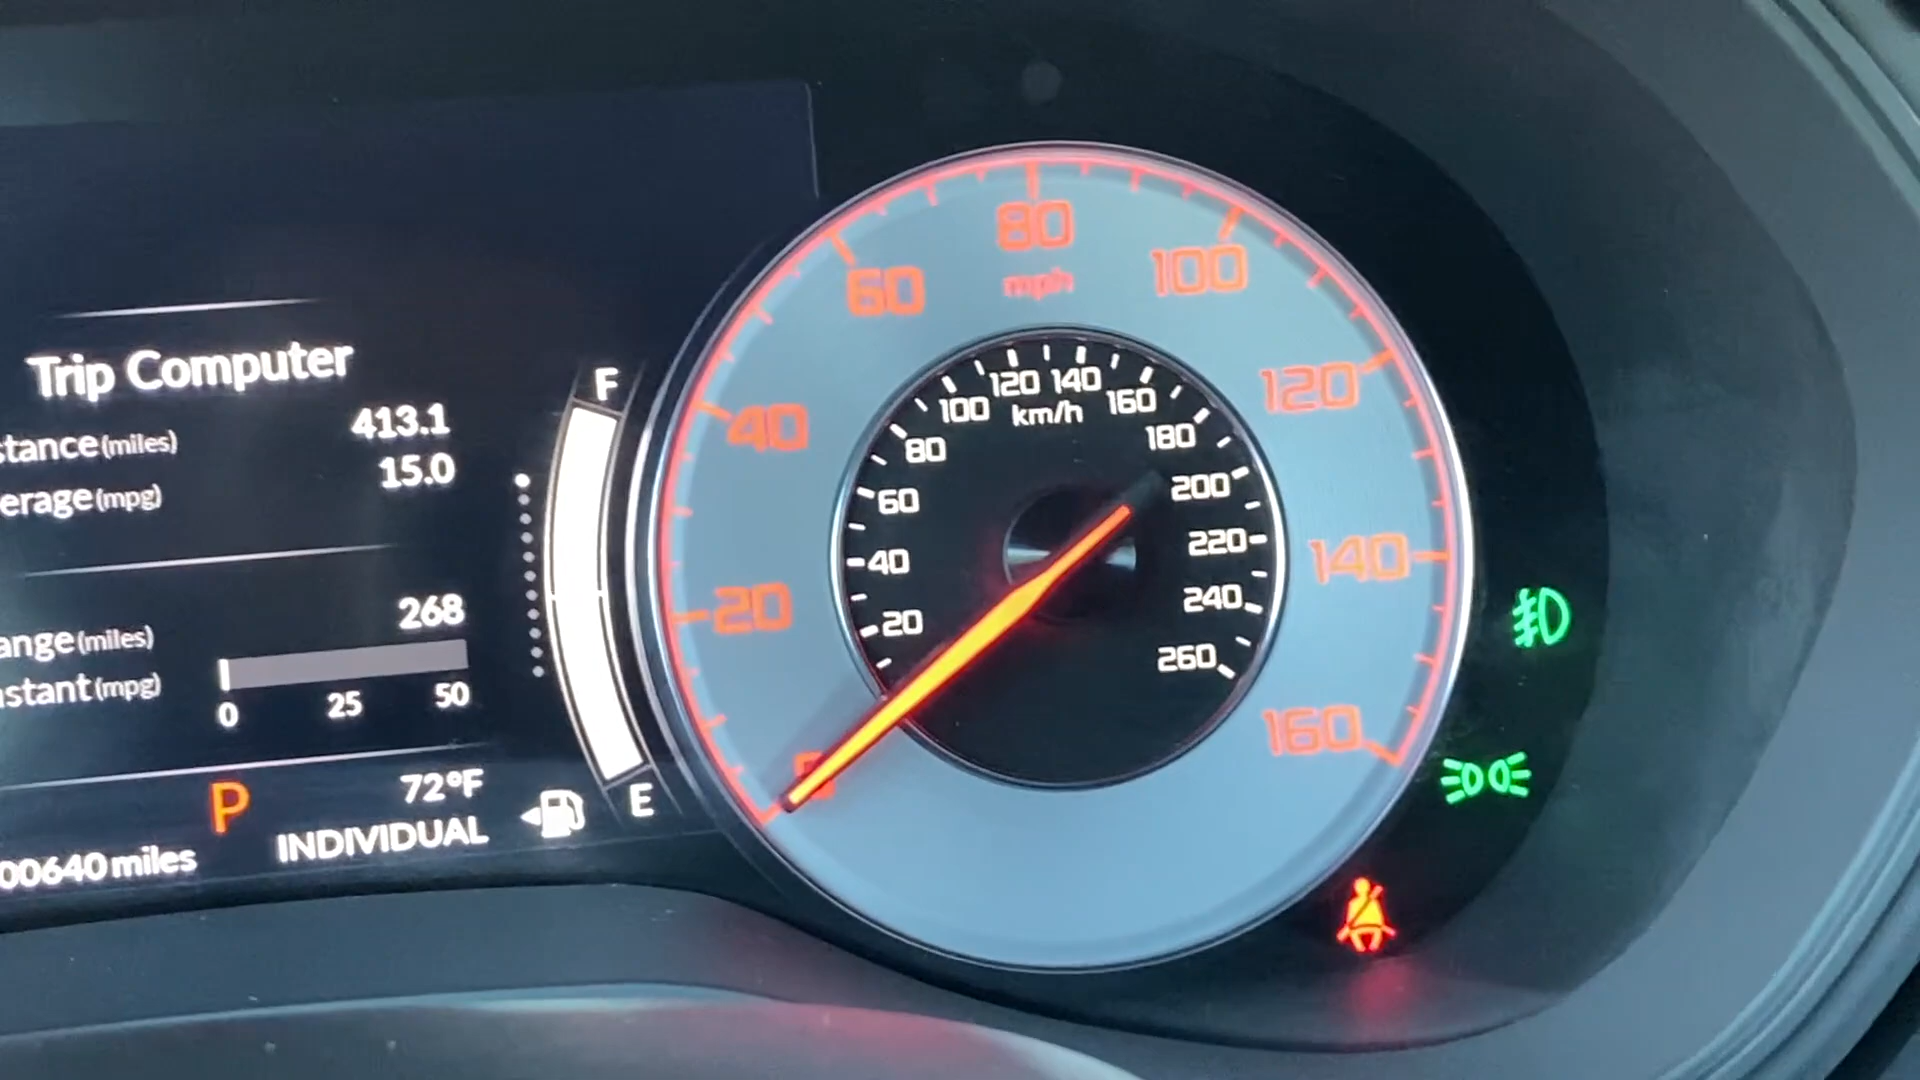 Trip Computer
stance (miles) 413.1
erage (mpg) 15.0
ange (miles) 268
nstant (mpg)
0 25 50
P 72°F
00640 miles INDIVIDUAL
F
E
0
20
40
60
80
100
120
140
160
mph
20
40
60
80
100
120
140
160
180
200
220
240
260
km/h